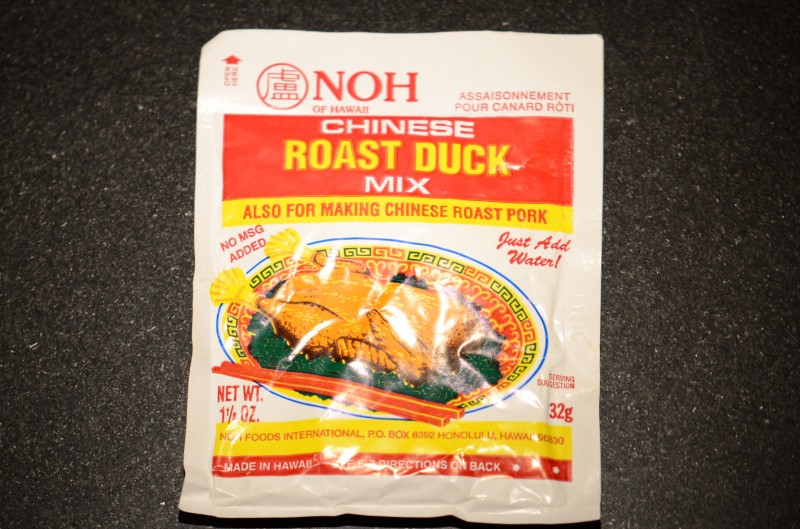 OPEN
HERE
盧
NOH
OF HAWAII
ASSAISONNEMENT
POUR CANARD RÔTI
CHINESE
ROAST DUCK
MIX
ALSO FOR MAKING CHINESE ROAST PORK
NO MSG
ADDED
Just Add
Water!
SERVING
SUGGESTION
NET WT.
1⅛ OZ.
32g
NOH FOODS INTERNATIONAL, P.O. BOX 8392 HONOLULU, HAWAII 96830
MADE IN HAWAII
DIRECTIONS ON BACK